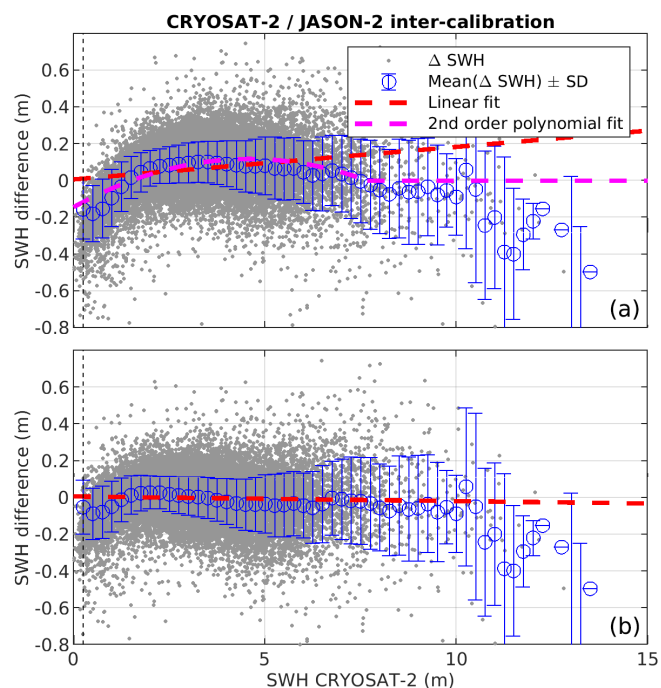 CRYOSAT-2 / JASON-2 inter-calibration
0.6
0.4
0.2
0
-0.2
-0.4
-0.6
-0.8
SWH difference (m)
Δ SWH
Mean(Δ SWH) ± SD
Linear fit
2nd order polynomial fit
(a)
0.6
0.4
0.2
0
-0.2
-0.4
-0.6
-0.8
SWH difference (m)
(b)
0 5 10 15
SWH CRYOSAT-2 (m)